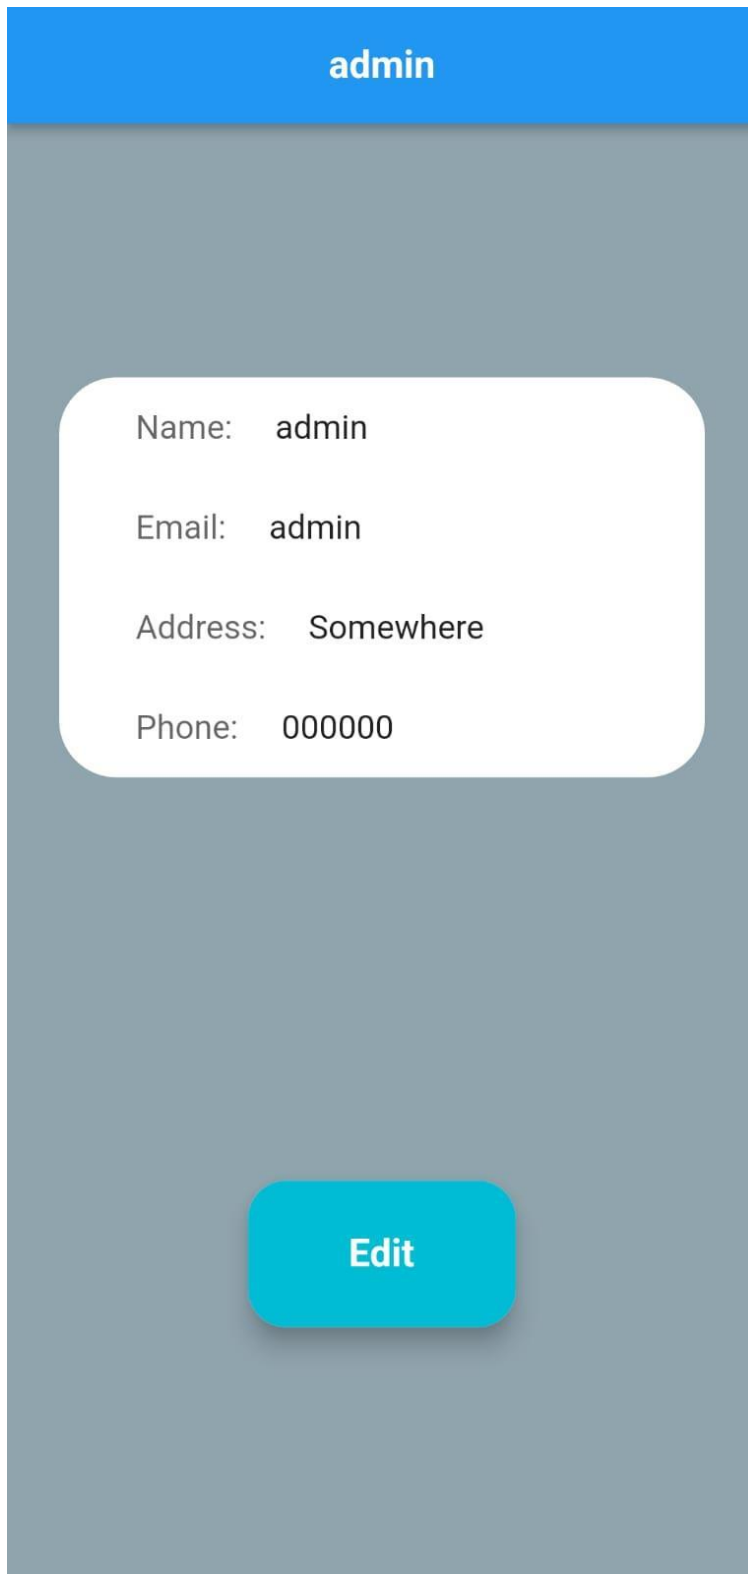 admin
Name: admin
Email: admin
Address: Somewhere
Phone: 000000
Edit